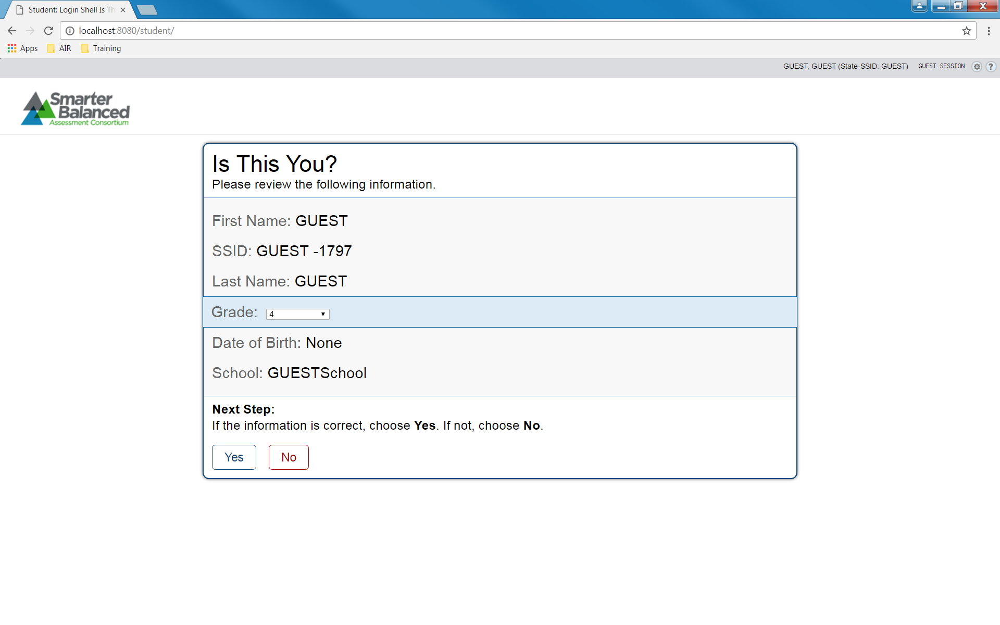 Student: Login Shell Is Th
localhost:8080/student/
Apps AIR Training
GUEST, GUEST (State-SSID: GUEST) GUEST SESSION ?
Smarter
Balanced
Assessment Consortium
Is This You?
Please review the following information.
First Name: GUEST
SSID: GUEST -1797
Last Name: GUEST
Grade: 4
Date of Birth: None
School: GUESTSchool
Next Step:
If the information is correct, choose Yes. If not, choose No.
Yes No